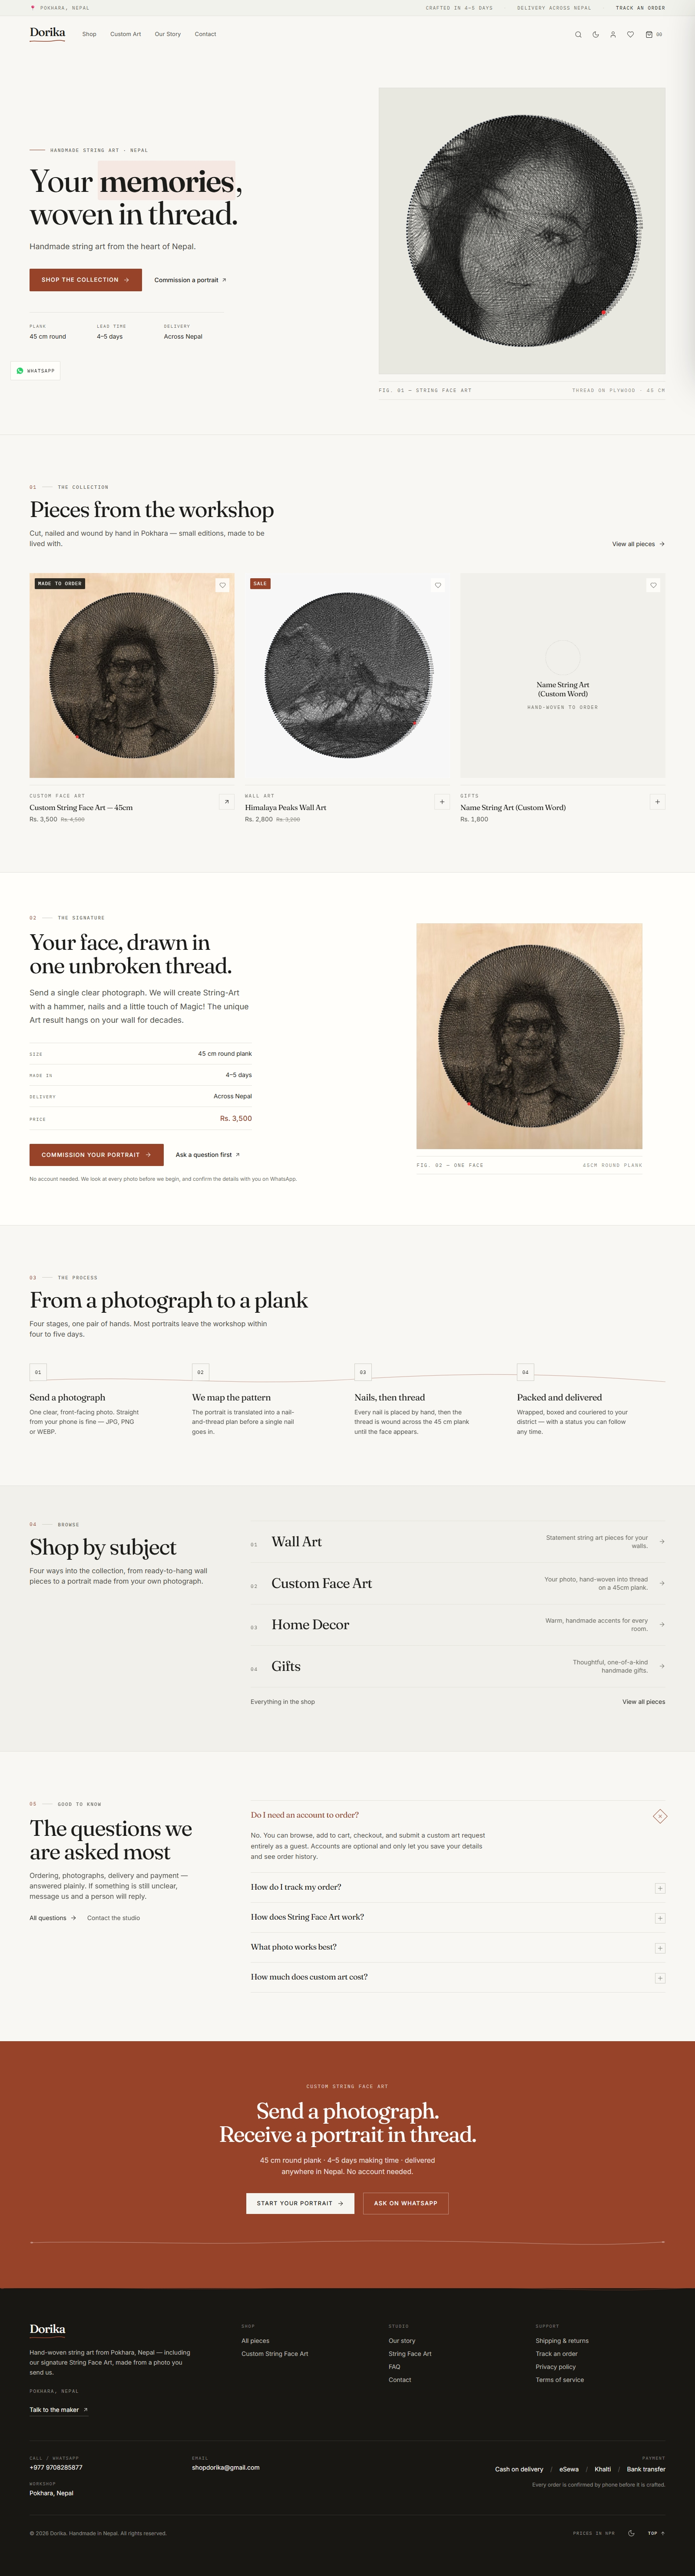 POKHARA, NEPAL
CRAFTED IN 4–5 DAYS
DELIVERY ACROSS NEPAL
TRACK AN ORDER
Dorika
Shop
Custom Art
Our Story
Contact
00
HANDMADE STRING ART · NEPAL
Your memories,
woven in thread.
Handmade string art from the heart of Nepal.
SHOP THE COLLECTION →
Commission a portrait ↗
PLANK
45 cm round
LEAD TIME
4–5 days
DELIVERY
Across Nepal
WHATSAPP
FIG. 01 — STRING FACE ART
THREAD ON PLYWOOD · 45 CM
01 — THE COLLECTION
Pieces from the workshop
Cut, nailed and wound by hand in Pokhara — small editions, made to be
lived with.
View all pieces →
MADE TO ORDER
SALE
Name String Art
(Custom Word)
HAND-WOVEN TO ORDER
CUSTOM FACE ART
Custom String Face Art — 45cm
Rs. 3,500 Rs. 4,500
WALL ART
Himalaya Peaks Wall Art
Rs. 2,800 Rs. 3,200
GIFTS
Name String Art (Custom Word)
Rs. 1,800
02 — THE SIGNATURE
Your face, drawn in
one unbroken thread.
Send a single clear photograph. We will create String-Art
with a hammer, nails and a little touch of Magic! The unique
Art result hangs on your wall for decades.
SIZE
45 cm round plank
MADE IN
4–5 days
DELIVERY
Across Nepal
PRICE
Rs. 3,500
COMMISSION YOUR PORTRAIT →
Ask a question first ↗
No account needed. We look at every photo before we begin, and confirm the details with you on WhatsApp.
FIG. 02 — ONE FACE
45CM ROUND PLANK
03 — THE PROCESS
From a photograph to a plank
Four stages, one pair of hands. Most portraits leave the workshop within
four to five days.
01
Send a photograph
One clear, front-facing photo. Straight
from your phone is fine — JPG, PNG
or WEBP.
02
We map the pattern
The portrait is translated into a nail-
and-thread plan before a single nail
goes in.
03
Nails, then thread
Every nail is placed by hand, then the
thread is wound across the 45 cm plank
until the face appears.
04
Packed and delivered
Wrapped, boxed and couriered to your
district — with a status you can follow
any time.
04 — BROWSE
Shop by subject
Four ways into the collection, from ready-to-hang wall
pieces to a portrait made from your own photograph.
01 Wall Art
Statement string art pieces for your
walls.
02 Custom Face Art
Your photo, hand-woven into thread
on a 45cm plank.
03 Home Decor
Warm, handmade accents for every
room.
04 Gifts
Thoughtful, one-of-a-kind
handmade gifts.
Everything in the shop
View all pieces
05 — GOOD TO KNOW
The questions we
are asked most
Ordering, photographs, delivery and payment —
answered plainly. If something is still unclear,
message us and a person will reply.
All questions →
Contact the studio
Do I need an account to order?
No. You can browse, add to cart, checkout, and submit a custom art request
entirely as a guest. Accounts are optional and only let you save your details
and see order history.
How do I track my order?
How does String Face Art work?
What photo works best?
How much does custom art cost?
CUSTOM STRING FACE ART
Send a photograph.
Receive a portrait in thread.
45 cm round plank · 4–5 days making time · delivered
anywhere in Nepal. No account needed.
START YOUR PORTRAIT →
ASK ON WHATSAPP
Dorika
Hand-woven string art from Pokhara, Nepal — including
our signature String Face Art, made from a photo you
send us.
POKHARA, NEPAL
Talk to the maker ↗
SHOP
All pieces
Custom String Face Art
STUDIO
Our story
String Face Art
FAQ
Contact
SUPPORT
Shipping & returns
Track an order
Privacy policy
Terms of service
CALL / WHATSAPP
+977 9708285877
EMAIL
shopdorika@gmail.com
WORKSHOP
Pokhara, Nepal
PAYMENT
Cash on delivery / eSewa / Khalti / Bank transfer
Every order is confirmed by phone before it is crafted.
© 2026 Dorika. Handmade in Nepal. All rights reserved.
PRICES IN NPR
TOP ↑